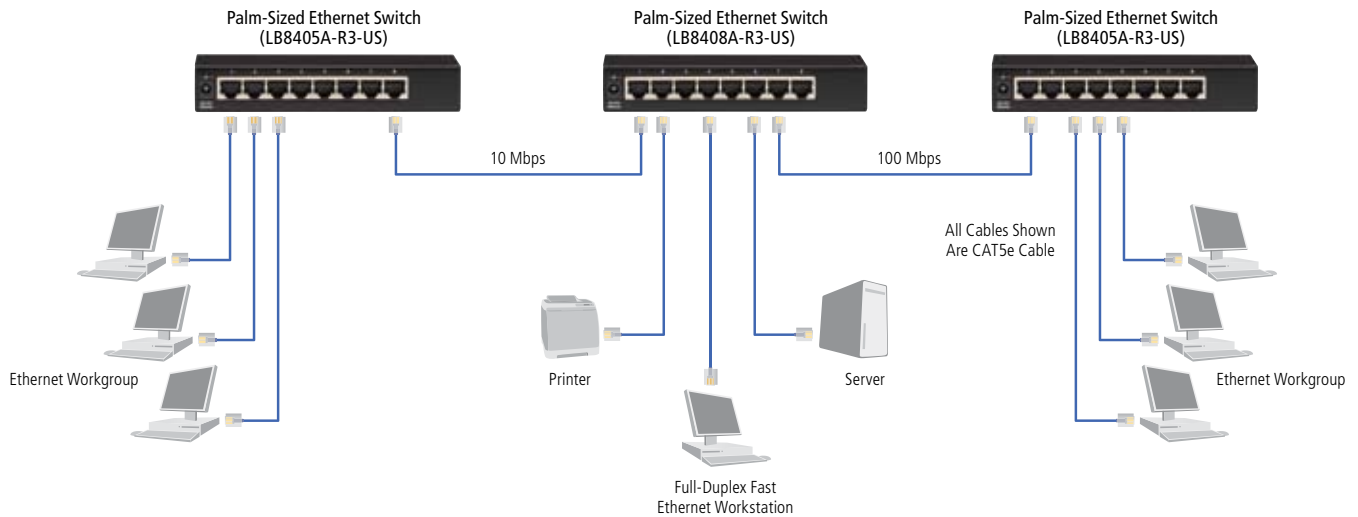 Palm-Sized Ethernet Switch
(LB8405A-R3-US)
Palm-Sized Ethernet Switch
(LB8408A-R3-US)
Palm-Sized Ethernet Switch
(LB8405A-R3-US)
10 Mbps
100 Mbps
All Cables Shown
Are CAT5e Cable
Ethernet Workgroup
Printer
Server
Ethernet Workgroup
Full-Duplex Fast
Ethernet Workstation